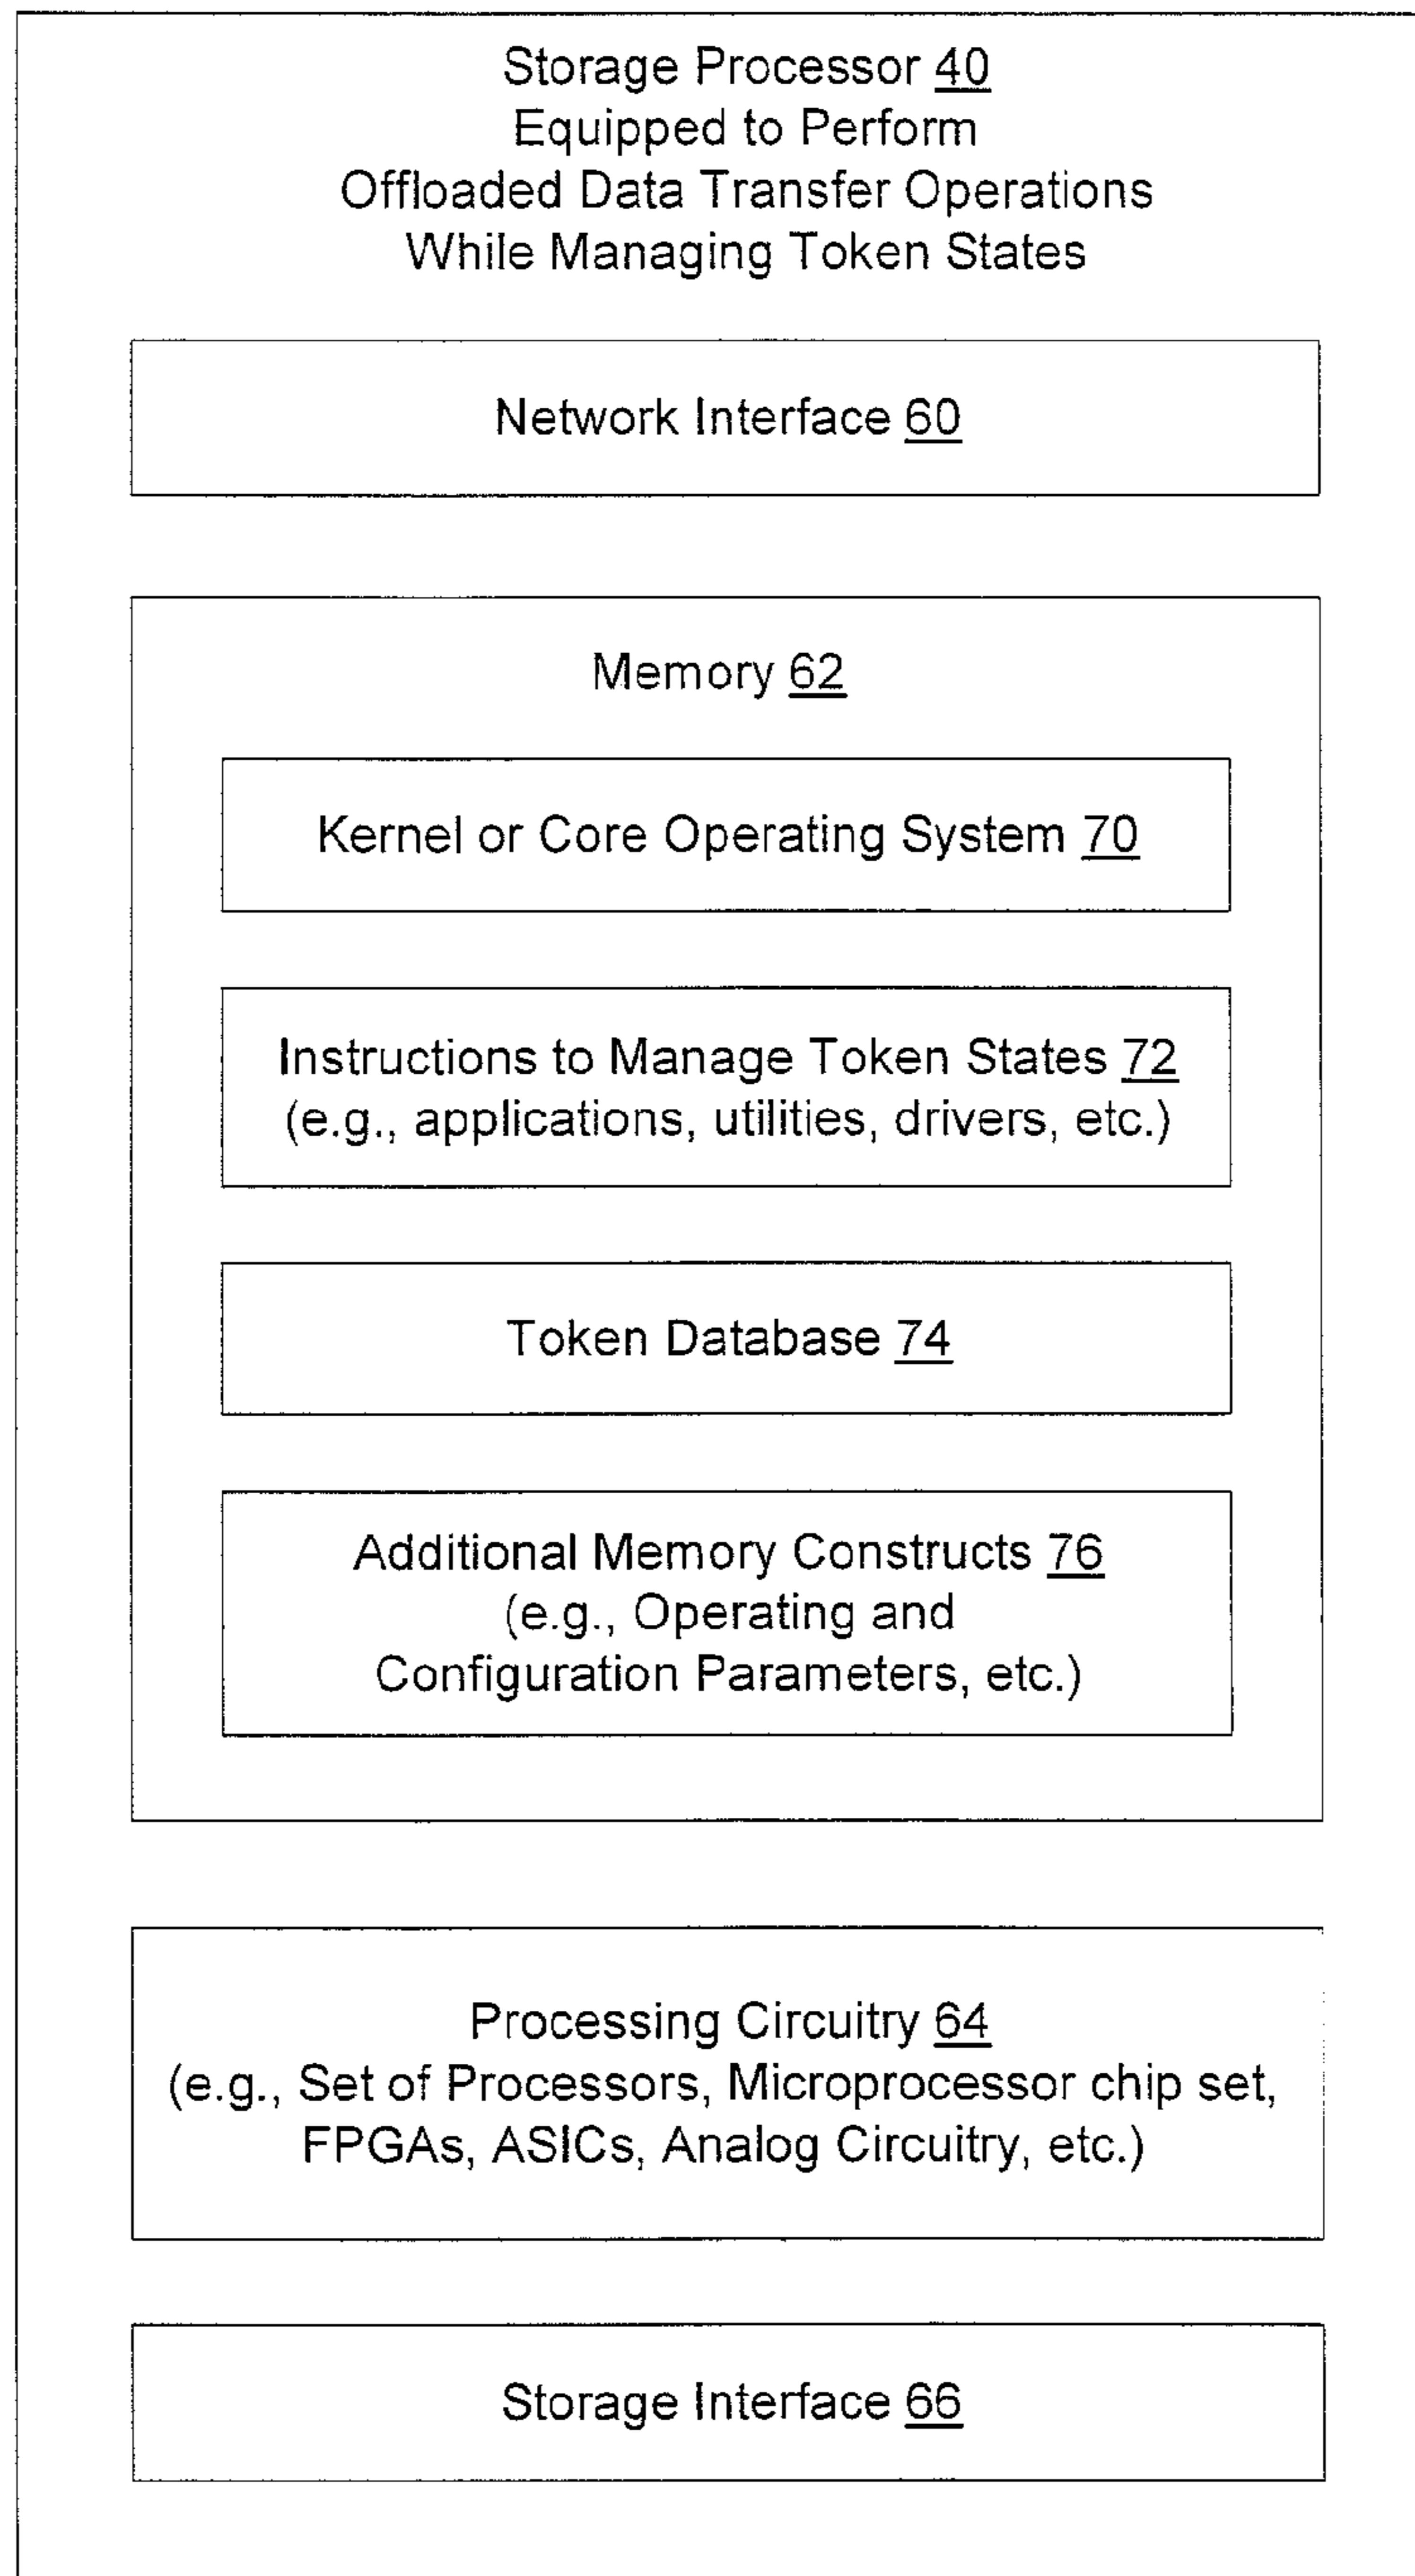 Storage Processor 40
Equipped to Perform
Offloaded Data Transfer Operations
While Managing Token States
Network Interface 60
Memory 62
Kernel or Core Operating System 70
Instructions to Manage Token States 72
(e.g., applications, utilities, drivers, etc.)
Token Database 74
Additional Memory Constructs 76
(e.g., Operating and
Configuration Parameters, etc.)
Processing Circuitry 64
(e.g., Set of Processors, Microprocessor chip set,
FPGAs, ASICs, Analog Circuitry, etc.)
Storage Interface 66